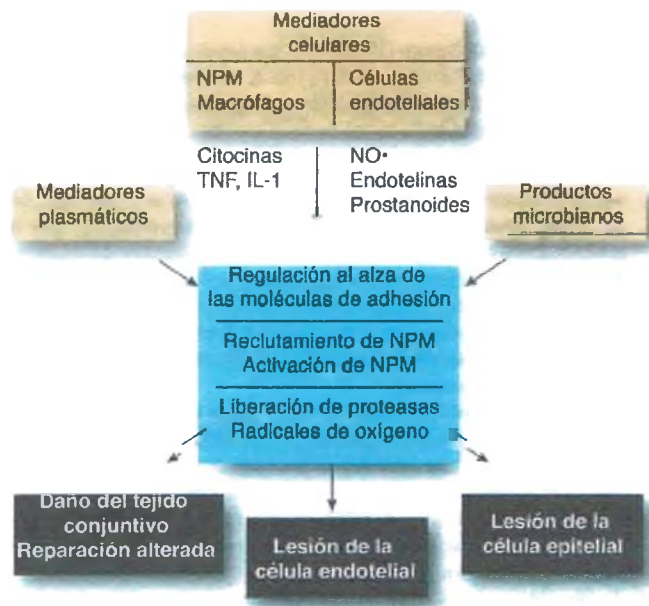 Mediadores
celulares
NPM
Macrófagos
Células
endoteliales
Citocinas
TNF, IL-1
NO•
Endotelinas
Prostanoides
Mediadores
plasmáticos
Productos
microbianos
Regulación al alza de
las moléculas de adhesión
Reclutamiento de NPM
Activación de NPM
Liberación de proteasas
Radicales de oxígeno
Daño del tejido
conjuntivo
Reparación alterada
Lesión de la
célula endotelial
Lesión de la
célula epitelial